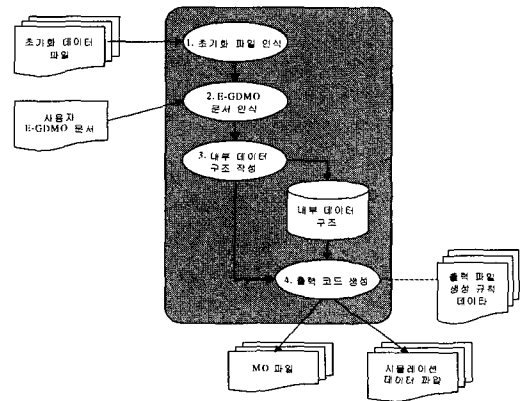 초기화 데이터
파일
1. 초기화 파일 인식
사용자
E-GDMO 문서
2. E-GDMO
문서 인식
3. 내부 데이터
구조 작성
내부 데이터
구조
4. 출력 코드 생성
출력 파일
생성 규칙
데이타
MO 파일
시뮬레이션
데이터 파일